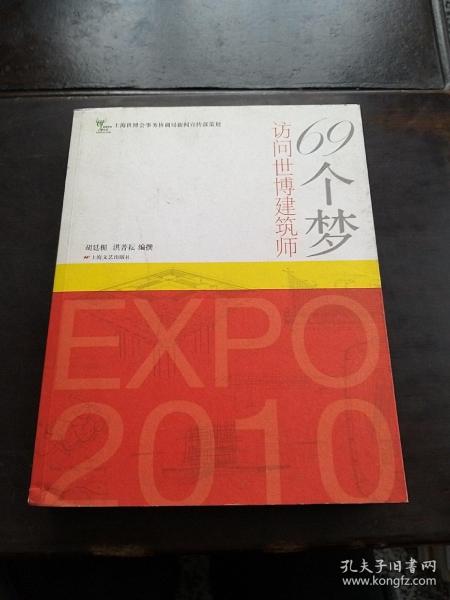 上海世博会事务协调局新闻宣传部策划
69个梦
访问世博建筑师
胡廷楣 洪菁耘 编撰
上海文艺出版社
EXPO
2010
孔夫子旧书网
www.kongfz.com